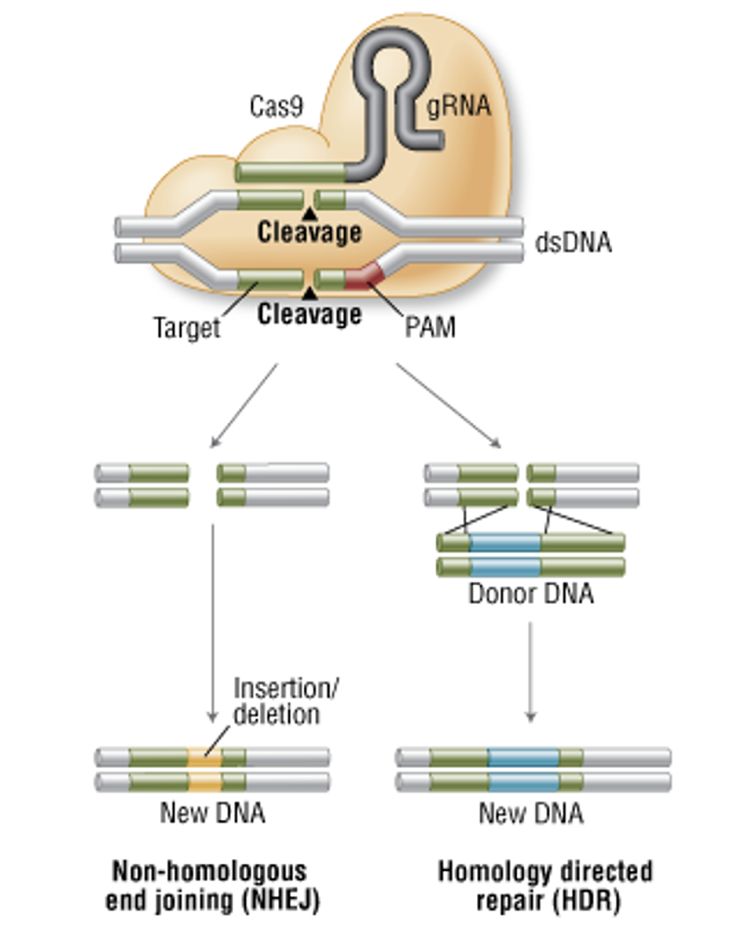 Cas9
gRNA
Cleavage
dsDNA
Cleavage
Target
PAM
Donor DNA
Insertion/
deletion
New DNA
New DNA
Non-homologous
end joining (NHEJ)
Homology directed
repair (HDR)